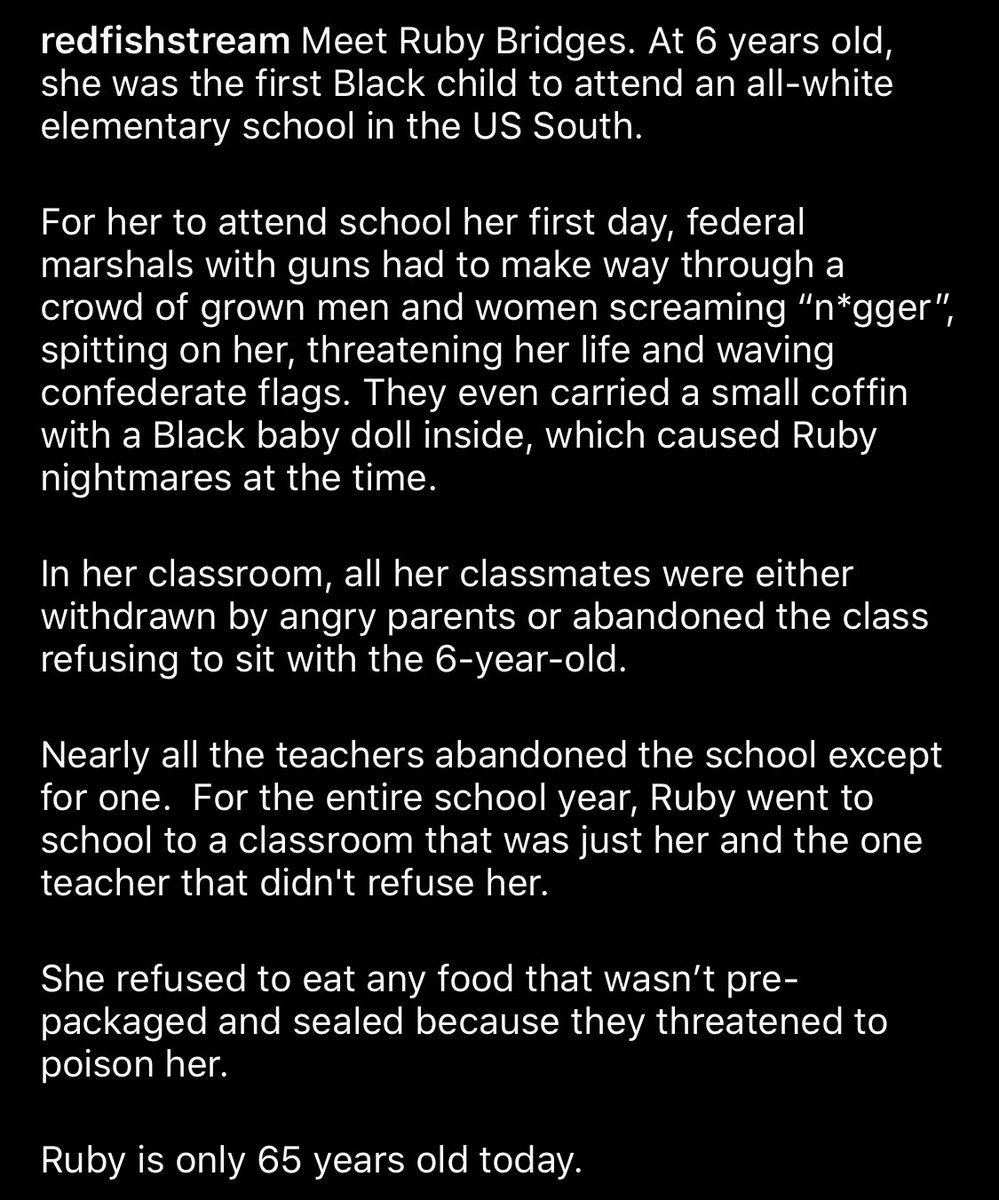 redfishstream Meet Ruby Bridges. At 6 years old,
she was the first Black child to attend an all-white
elementary school in the US South.
For her to attend school her first day, federal
marshals with guns had to make way through a
crowd of grown men and women screaming “n*gger”,
spitting on her, threatening her life and waving
confederate flags. They even carried a small coffin
with a Black baby doll inside, which caused Ruby
nightmares at the time.
In her classroom, all her classmates were either
withdrawn by angry parents or abandoned the class
refusing to sit with the 6-year-old.
Nearly all the teachers abandoned the school except
for one.  For the entire school year, Ruby went to
school to a classroom that was just her and the one
teacher that didn't refuse her.
She refused to eat any food that wasn’t pre-
packaged and sealed because they threatened to
poison her.
Ruby is only 65 years old today.